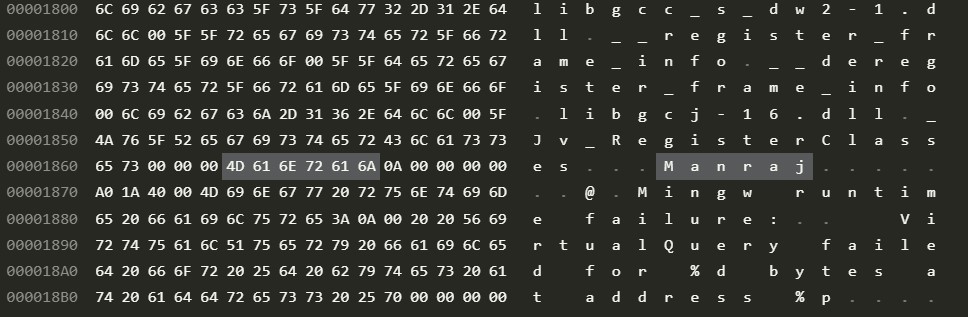 00001800 6C 69 62 67 63 63 5F 73 5F 64 77 32 2D 31 2E 64 l i b g c c _ s _ d w 2 - 1 . d
00001810 6C 6C 00 5F 5F 72 65 67 69 73 74 65 72 5F 66 72 l l . _ _ r e g i s t e r _ f r
00001820 61 6D 65 5F 69 6E 66 6F 00 5F 5F 64 65 72 65 67 a m e _ i n f o . _ _ d e r e g
00001830 69 73 74 65 72 5F 66 72 61 6D 65 5F 69 6E 66 6F i s t e r _ f r a m e _ i n f o
00001840 00 6C 69 62 67 63 6A 2D 31 36 2E 64 6C 6C 00 5F . l i b g c j - 1 6 . d l l . _
00001850 4A 76 5F 52 65 67 69 73 74 65 72 43 6C 61 73 73 J v _ R e g i s t e r C l a s s
00001860 65 73 00 00 00 4D 61 6E 72 61 6A 0A 00 00 00 00 e s . . . M a n r a j . . . . .
00001870 A0 1A 40 00 4D 69 6E 67 77 20 72 75 6E 74 69 6D . . @ . M i n g w r u n t i m
00001880 65 20 66 61 69 6C 75 72 65 3A 0A 00 20 20 56 69 e f a i l u r e : . . V i
00001890 72 74 75 61 6C 51 75 65 72 79 20 66 61 69 6C 65 r t u a l Q u e r y f a i l e
000018A0 64 20 66 6F 72 20 25 64 20 62 79 74 65 73 20 61 d f o r % d b y t e s a
000018B0 74 20 61 64 64 72 65 73 73 20 25 70 00 00 00 00 t a d d r e s s % p . . . .